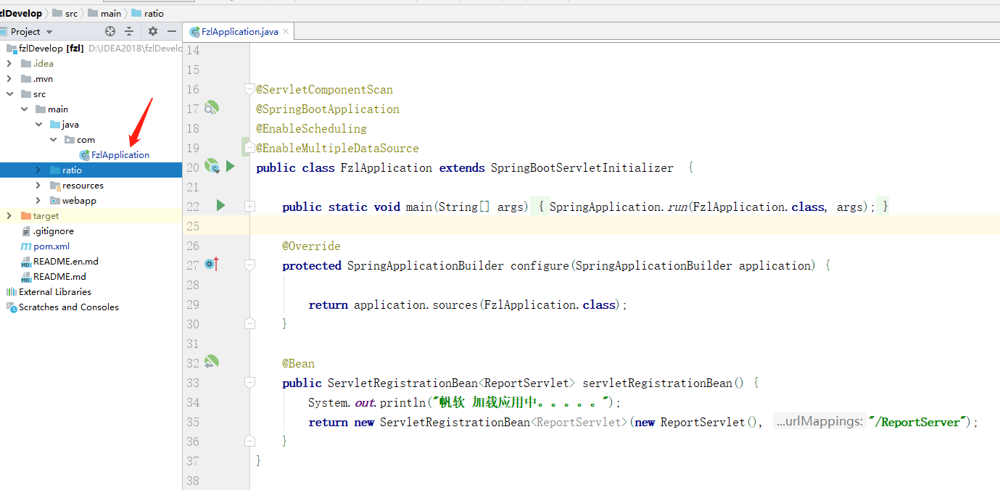 zlDevelop src main ratio
Project
FzlApplication.java
fzlDevelop [fzl] D:\IDEA2018\fzlDevelo
.idea
.mvn
src
main
java
com
FzlApplication
ratio
resources
webapp
target
.gitignore
pom.xml
README.en.md
README.md
External Libraries
Scratches and Consoles
14
15
16 @ServletComponentScan
17 @SpringBootApplication
18 @EnableScheduling
19 @EnableMultipleDataSource
20 public class FzlApplication extends SpringBootServletInitializer {
21
22 public static void main(String[] args) { SpringApplication.run(FzlApplication.class, args); }
25
26 @Override
27 protected SpringApplicationBuilder configure(SpringApplicationBuilder application) {
28
29 return application.sources(FzlApplication.class);
30 }
31
32 @Bean
33 public ServletRegistrationBean<ReportServlet> servletRegistrationBean() {
34 System.out.println("帆软 加载应用中。。。。。");
35 return new ServletRegistrationBean<ReportServlet>(new ReportServlet(), ...urlMappings: "/ReportServer");
36 }
37 }
38